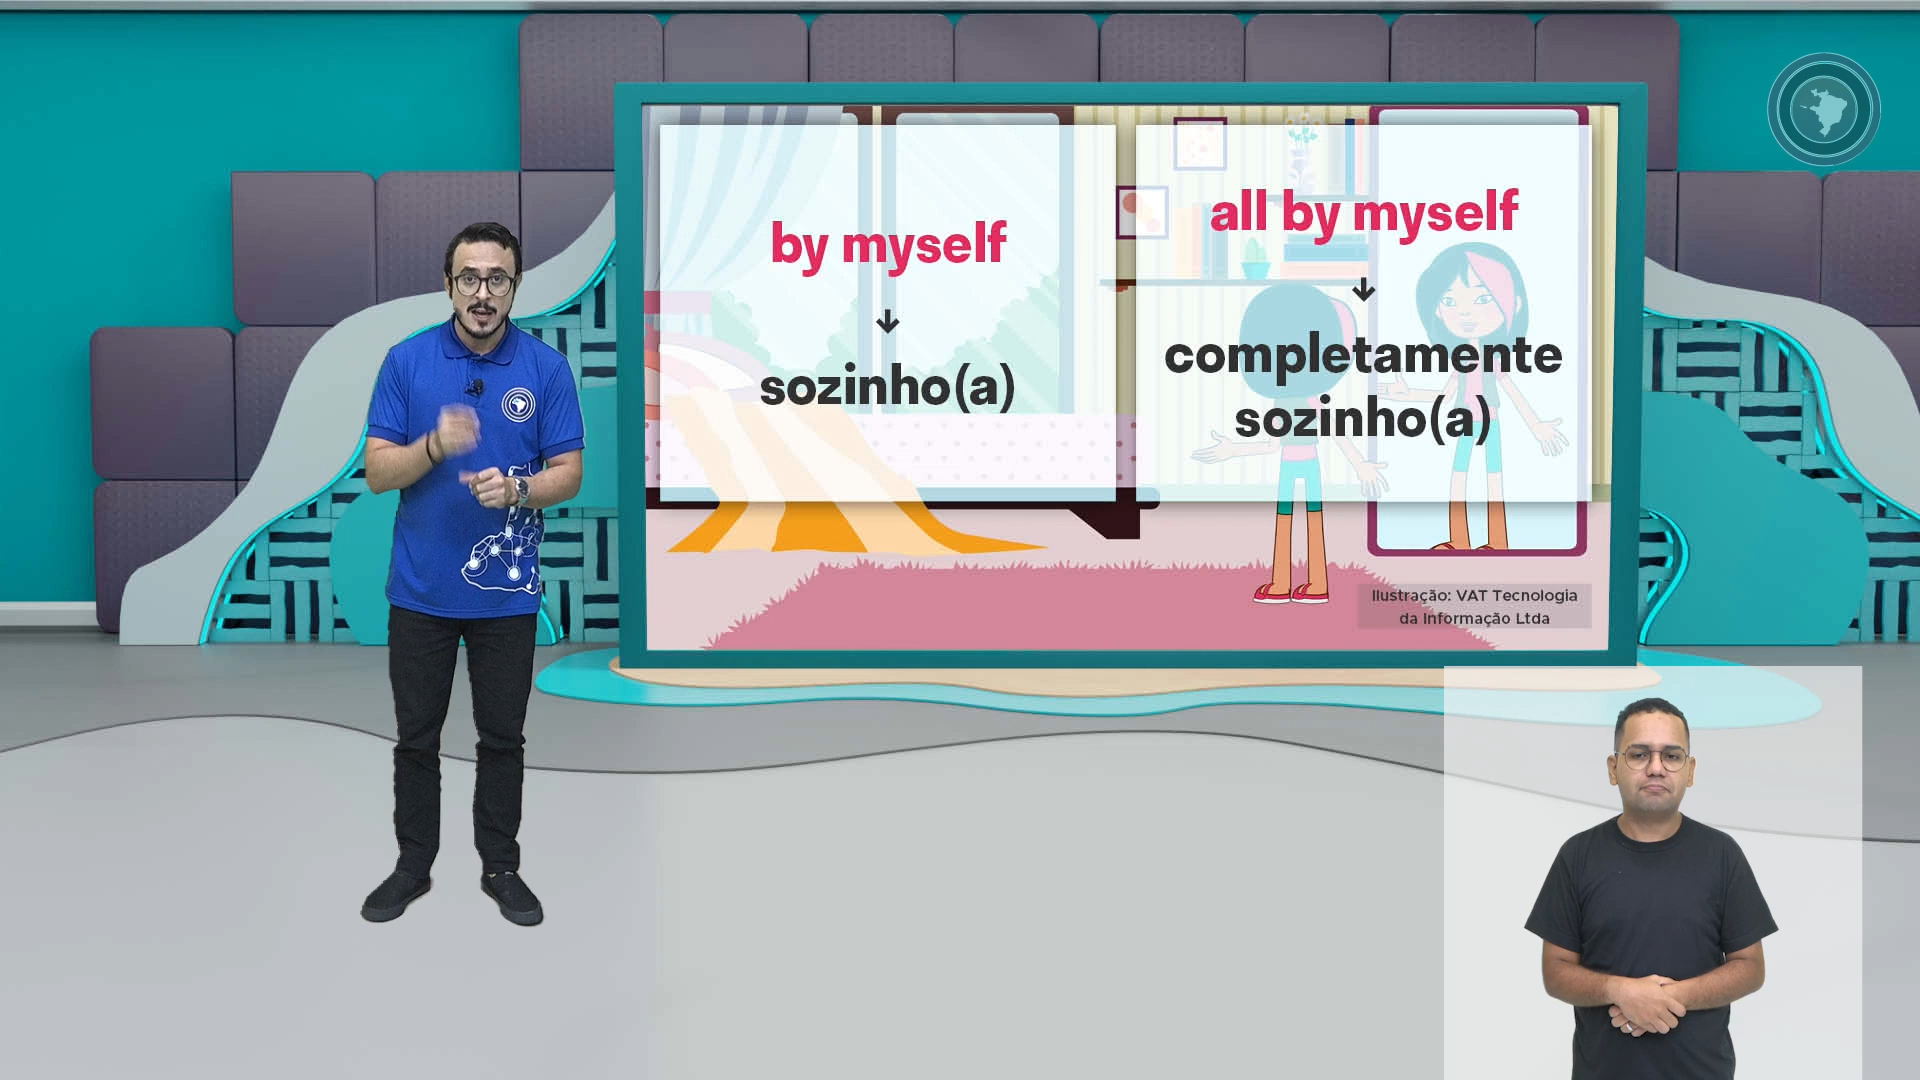 by myself
↓
sozinho(a)
all by myself
↓
completamente
sozinho(a)
Ilustração: VAT Tecnologia
da Informação Ltda